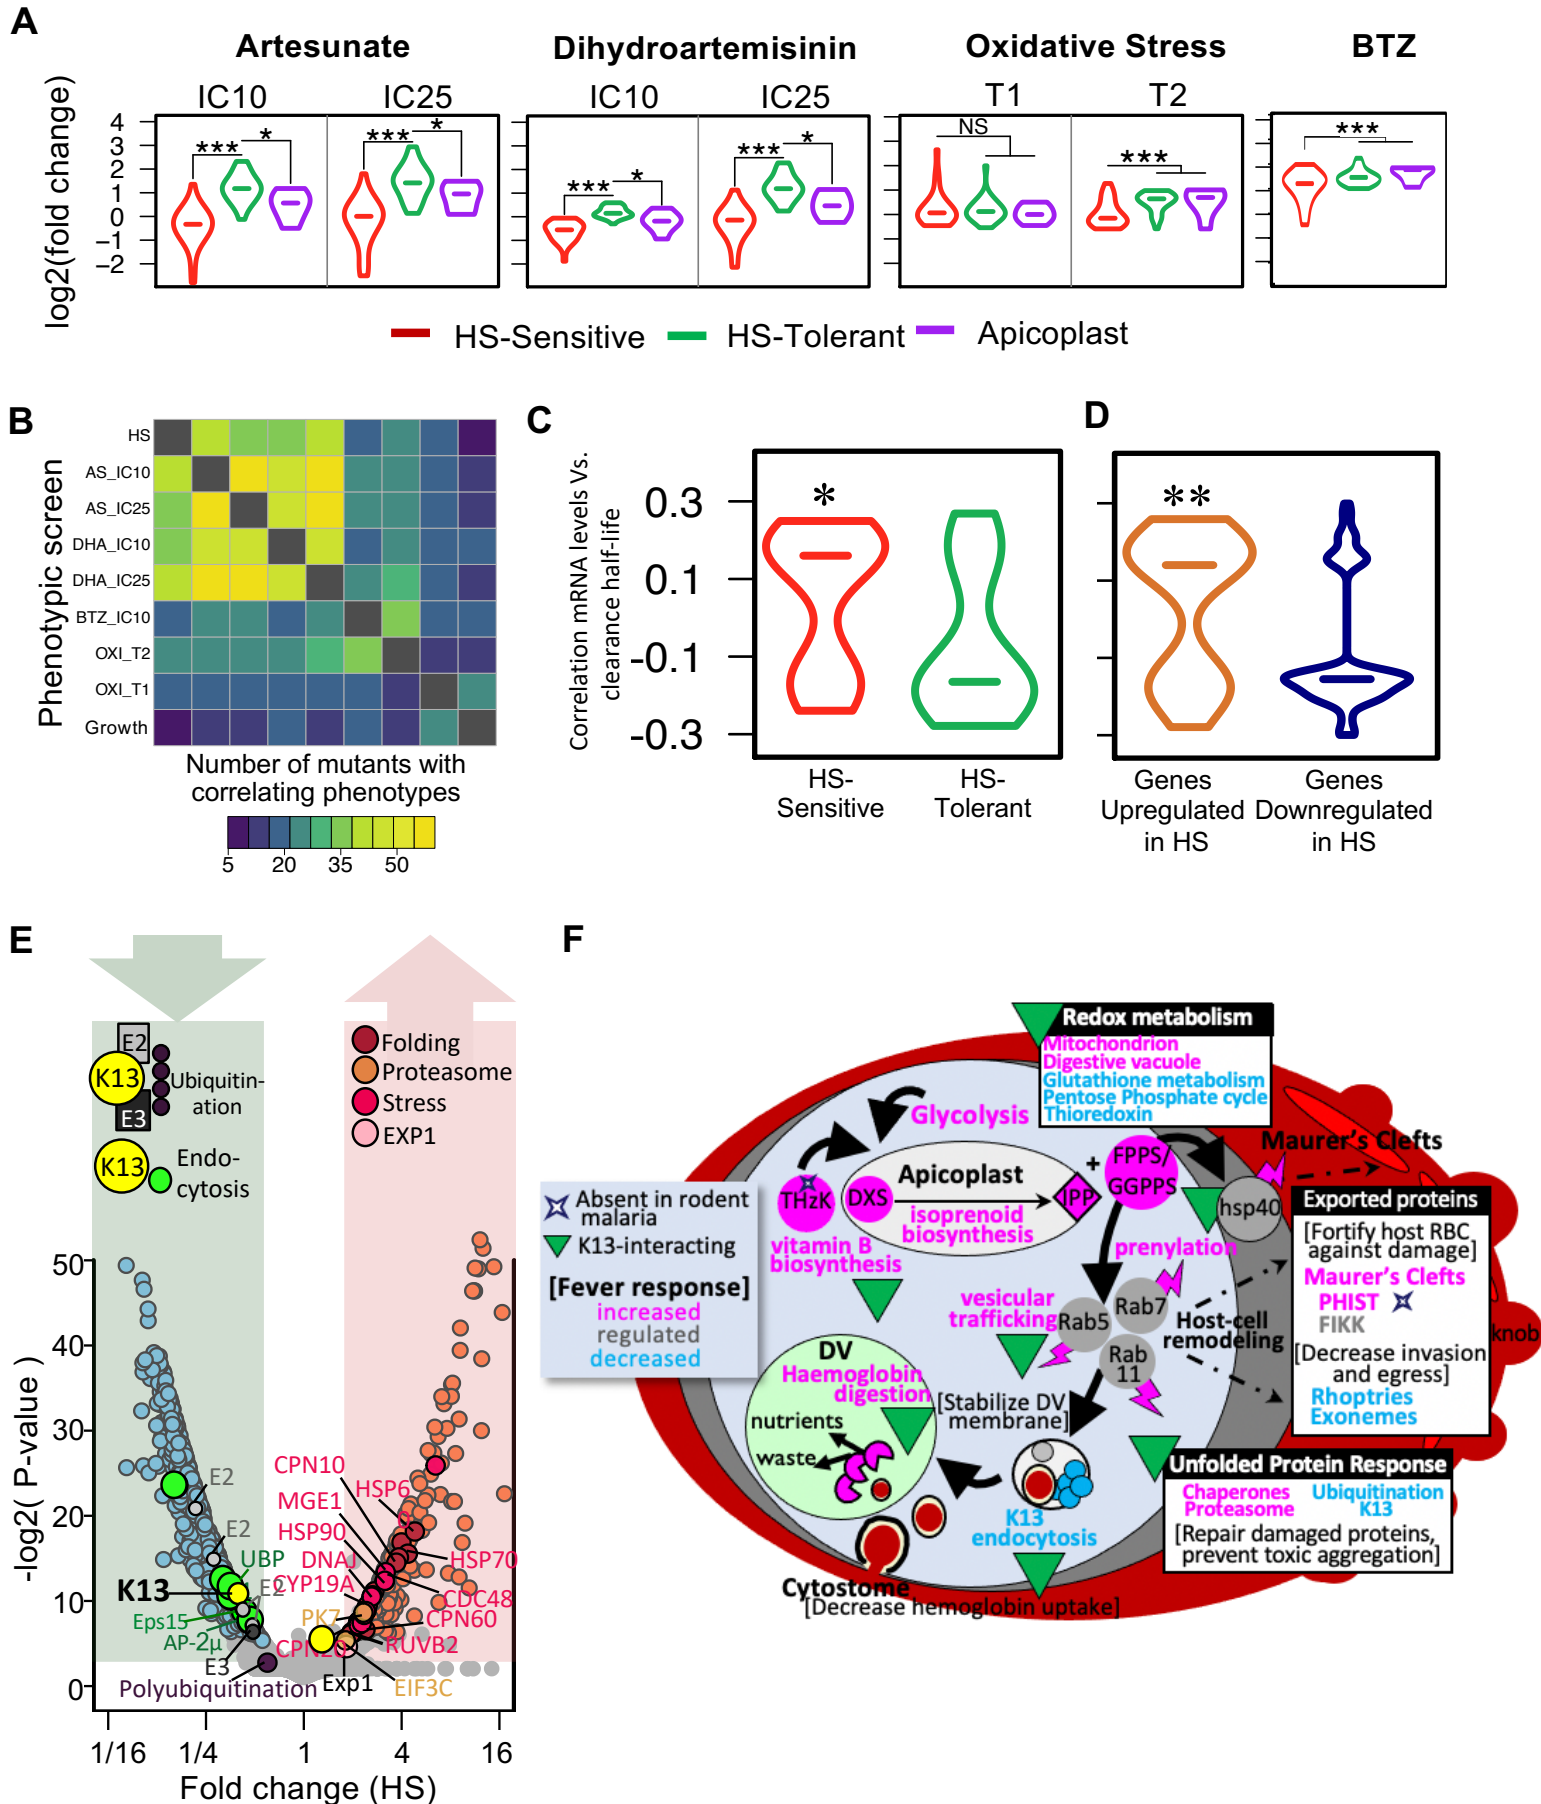 A
Artesunate
Dihydroartemisinin
Oxidative Stress
BTZ
IC10
IC25
IC10
IC25
T1
T2
log2(fold change)
4
3
2
1
0
−1
−2
***
*
***
*
***
*
***
*
NS
***
***
HS-Sensitive
HS-Tolerant
Apicoplast
B
Phenotypic screen
HS
AS_IC10
AS_IC25
DHA_IC10
DHA_IC25
BTZ_IC10
OXI_T2
OXI_T1
Growth
Number of mutants with
correlating phenotypes
5
20
35
50
C
Correlation mRNA levels Vs.
clearance half-life
0.3
0.1
-0.1
-0.3
*
HS-
Sensitive
HS-
Tolerant
D
**
Genes
Upregulated
in HS
Genes
Downregulated
in HS
E
E2
K13
E3
Ubiquitin-
ation
K13
Endo-
cytosis
Folding
Proteasome
Stress
EXP1
-log2( P-value )
50
40
30
20
10
0
E2
E2
UBP
E2
K13
Eps15
AP-2µ
E3
Polyubiquitination
CPN10
HSP6
MGE1
HSP90
DNAJ
CYP19A
PK7
CPN20
Exp1
HSP70
CDC48
CPN60
RUVB2
EIF3C
1/16
1/4
1
4
16
Fold change (HS)
F
Redox metabolism
Mitochondrion
Digestive vacuole
Glutathione metabolism
Pentose Phosphate cycle
Thioredoxin
Glycolysis
Maurer's Clefts
Absent in rodent
malaria
K13-interacting
[Fever response]
increased
regulated
decreased
THzK
vitamin B
biosynthesis
DXS
Apicoplast
isoprenoid
biosynthesis
IPP
+
FPPS/
GGPPS
hsp40
prenylation
vesicular
trafficking
Rab5
Rab7
Rab
11
Host-cell
remodeling
Exported proteins
[Fortify host RBC
against damage]
Maurer's Clefts
PHIST
FIKK
[Decrease invasion
and egress]
Rhoptries
Exonemes
knob
DV
Haemoglobin
digestion
nutrients
waste
[Stabilize DV
membrane]
K13
endocytosis
Cytostome
[Decrease hemoglobin uptake]
Unfolded Protein Response
Chaperones
Proteasome
Ubiquitination
K13
[Repair damaged proteins,
prevent toxic aggregation]